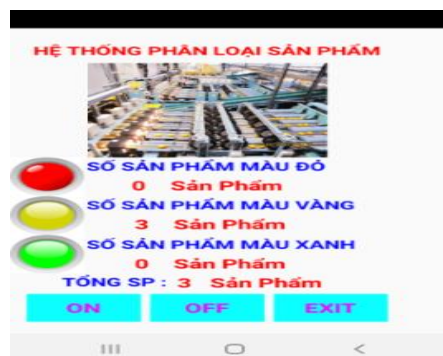 HỆ THỐNG PHÂN LOẠI SẢN PHẨM
SỐ SẢN PHẨM MÀU ĐỎ
0 Sản Phẩm
SỐ SẢN PHẨM MÀU VÀNG
3 Sản Phẩm
SỐ SẢN PHẨM MÀU XANH
0 Sản Phẩm
TỔNG SP : 3 Sản Phẩm
ON OFF EXIT